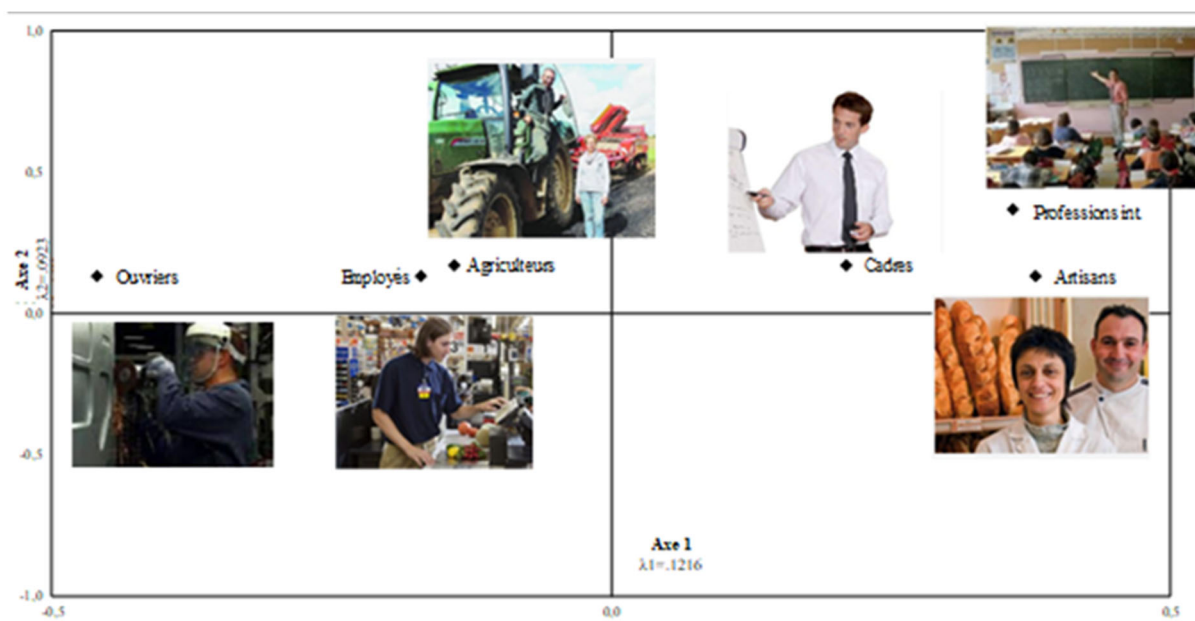 1,0
0,5
Professions int.
Axe 2
λ2=.0923
Ouvriers
Employés
Agriculteurs
Cadres
Artisans
0,0
-0,5
Axe 1
λ1=.1216
-1,0
-0,5
0,0
0,5